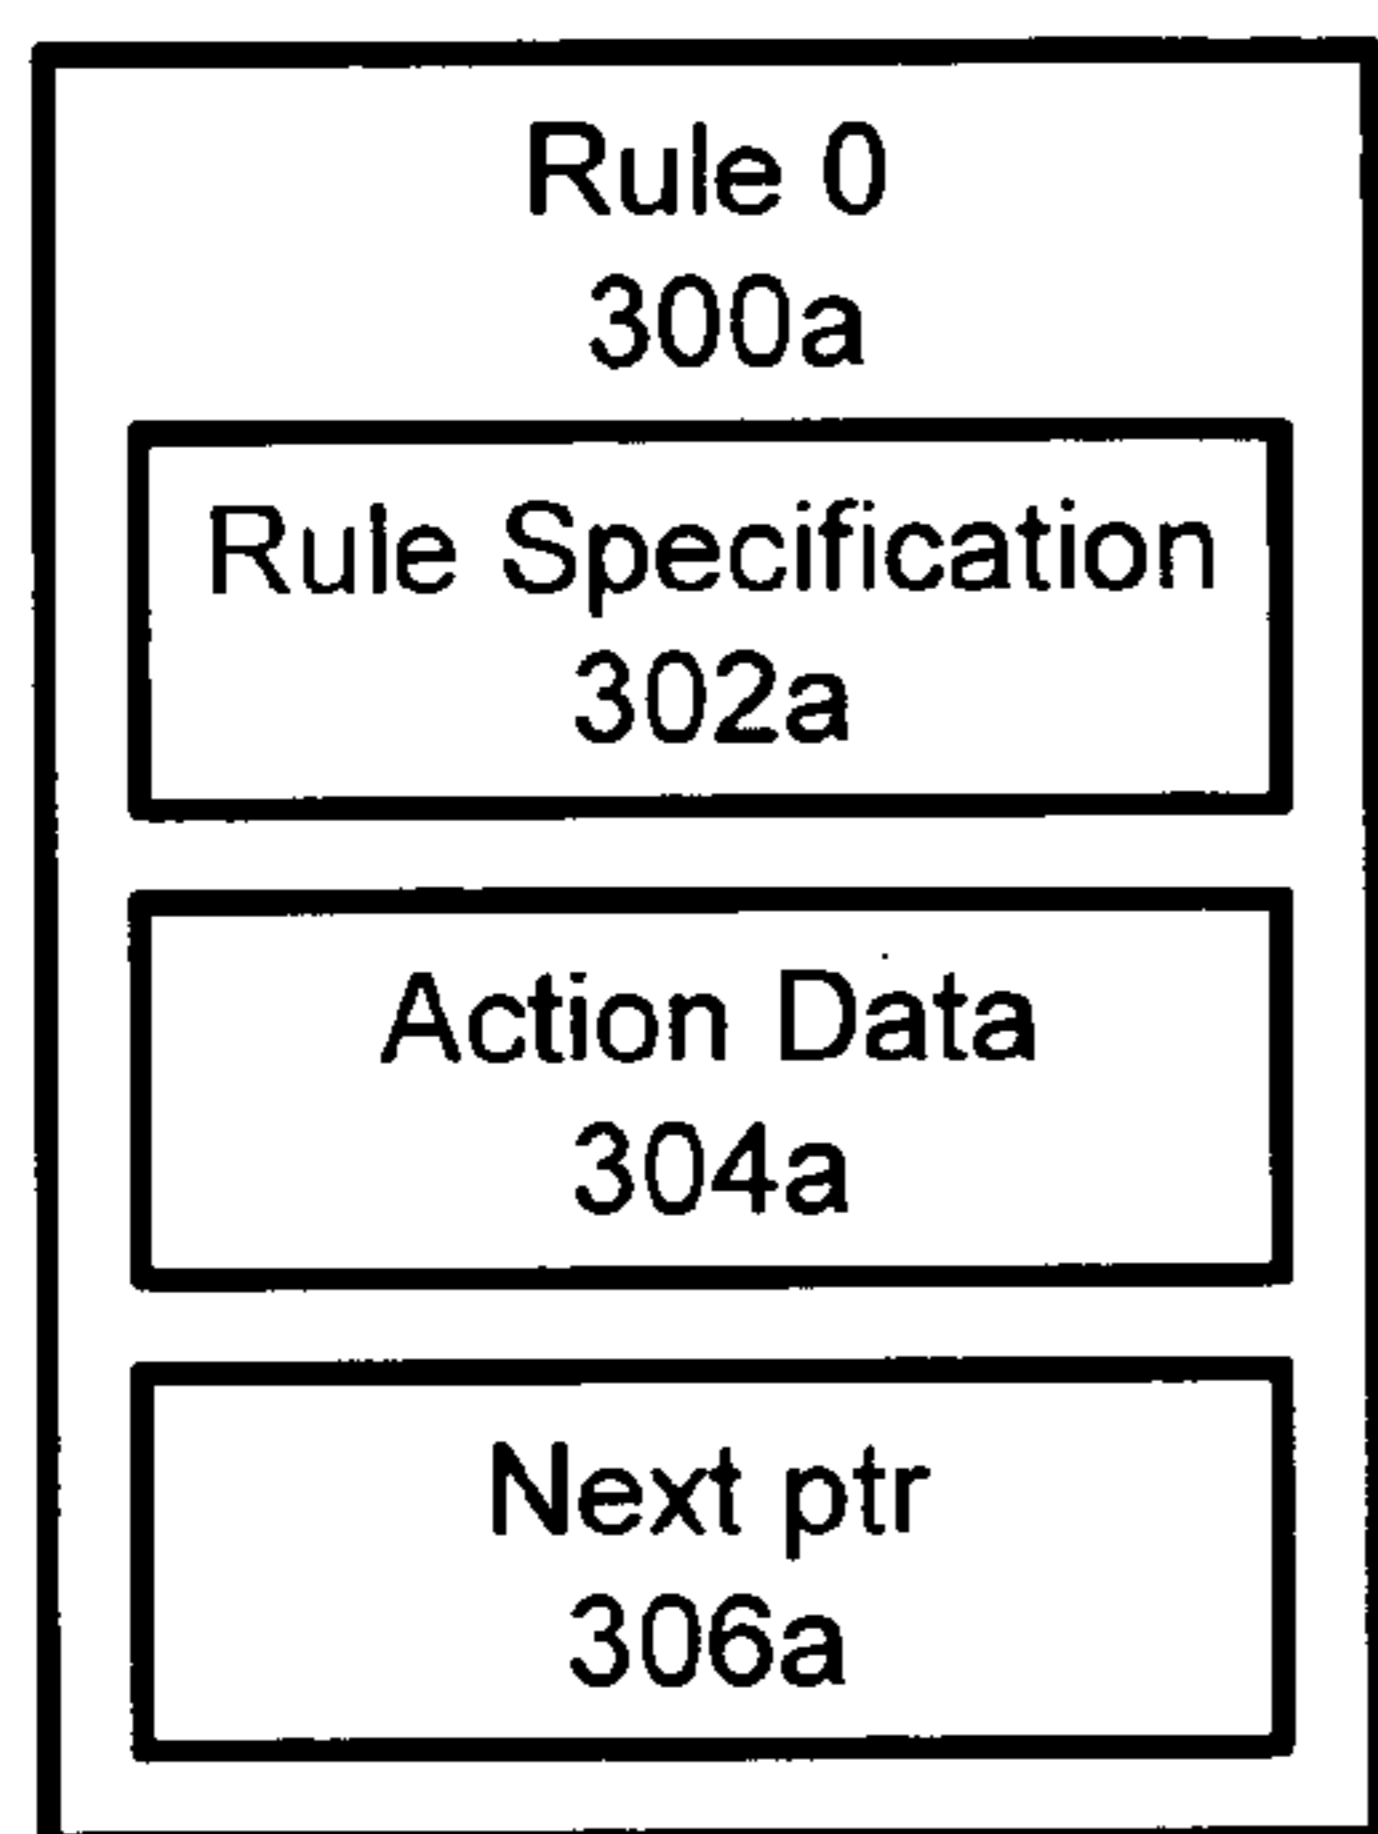 Rule 0
300a
Rule Specification
302a
Action Data
304a
Next ptr
306a